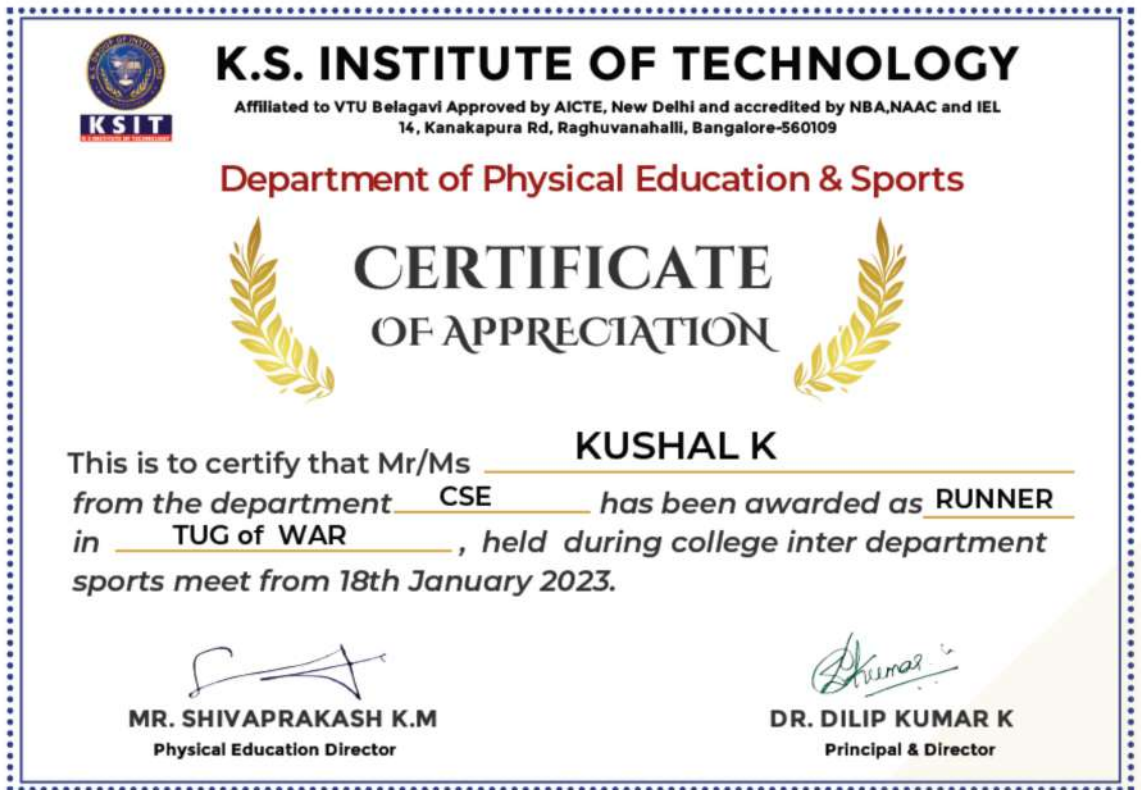 K.S. INSTITUTE OF TECHNOLOGY
Affiliated to VTU Belagavi Approved by AICTE, New Delhi and accredited by NBA,NAAC and IEL
14, Kanakapura Rd, Raghuvanahalli, Bangalore-560109
KSIT
Department of Physical Education & Sports
CERTIFICATE
OF APPRECIATION
This is to certify that Mr/Ms KUSHAL K
from the department CSE has been awarded as RUNNER
in TUG of WAR , held during college inter department
sports meet from 18th January 2023.
MR. SHIVAPRAKASH K.M
Physical Education Director
DR. DILIP KUMAR K
Principal & Director